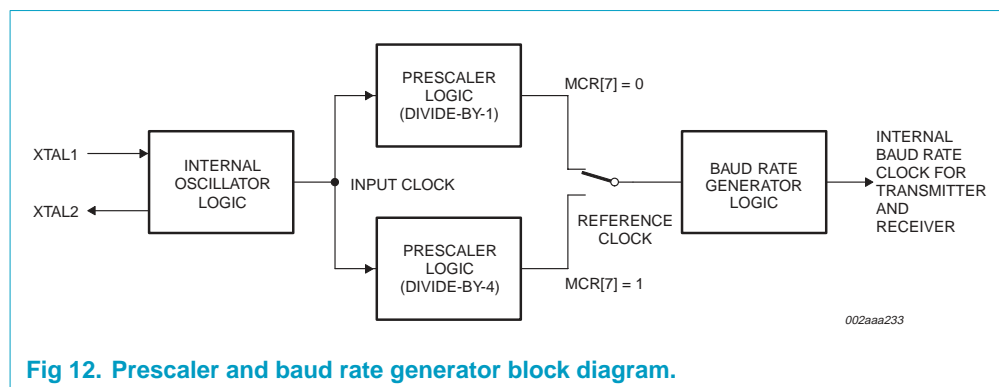 XTAL1
XTAL2
INTERNAL
OSCILLATOR
LOGIC
INPUT CLOCK
PRESCALER
LOGIC
(DIVIDE-BY-1)
MCR[7] = 0
PRESCALER
LOGIC
(DIVIDE-BY-4)
MCR[7] = 1
REFERENCE
CLOCK
BAUD RATE
GENERATOR
LOGIC
INTERNAL
BAUD RATE
CLOCK FOR
TRANSMITTER
AND
RECEIVER
002aaa233
Fig 12. Prescaler and baud rate generator block diagram.